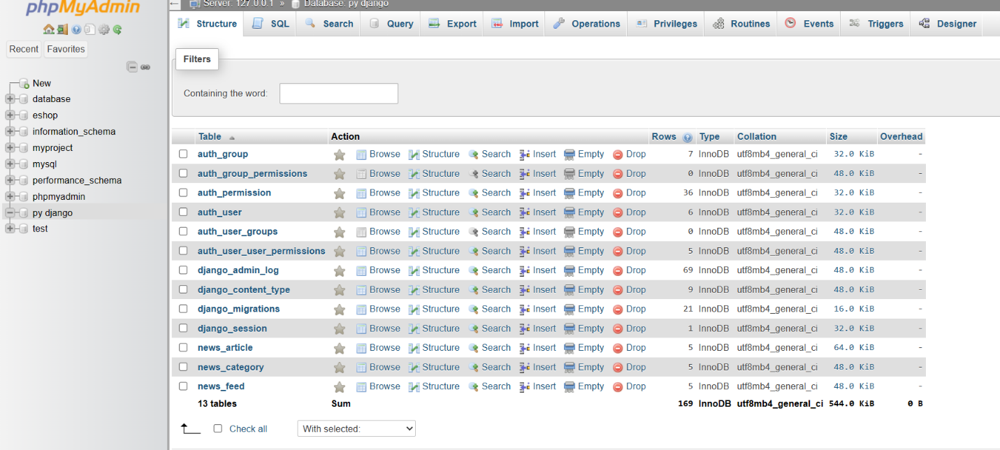 phpMyAdmin
Server: 127.0.0.1 » Database: py django
Structure SQL Search Query Export Import Operations Privileges Routines Events Triggers Designer
Recent Favorites
New
database
eshop
information_schema
myproject
mysql
performance_schema
phpmyadmin
py django
test
Filters
Containing the word:
Table Action Rows Type Collation Size Overhead
auth_group Browse Structure Search Insert Empty Drop 7 InnoDB utf8mb4_general_ci 32.0 KiB -
auth_group_permissions Browse Structure Search Insert Empty Drop 0 InnoDB utf8mb4_general_ci 48.0 KiB -
auth_permission Browse Structure Search Insert Empty Drop 36 InnoDB utf8mb4_general_ci 32.0 KiB -
auth_user Browse Structure Search Insert Empty Drop 6 InnoDB utf8mb4_general_ci 32.0 KiB -
auth_user_groups Browse Structure Search Insert Empty Drop 0 InnoDB utf8mb4_general_ci 48.0 KiB -
auth_user_user_permissions Browse Structure Search Insert Empty Drop 5 InnoDB utf8mb4_general_ci 48.0 KiB -
django_admin_log Browse Structure Search Insert Empty Drop 69 InnoDB utf8mb4_general_ci 48.0 KiB -
django_content_type Browse Structure Search Insert Empty Drop 9 InnoDB utf8mb4_general_ci 48.0 KiB -
django_migrations Browse Structure Search Insert Empty Drop 21 InnoDB utf8mb4_general_ci 16.0 KiB -
django_session Browse Structure Search Insert Empty Drop 1 InnoDB utf8mb4_general_ci 32.0 KiB -
news_article Browse Structure Search Insert Empty Drop 5 InnoDB utf8mb4_general_ci 64.0 KiB -
news_category Browse Structure Search Insert Empty Drop 5 InnoDB utf8mb4_general_ci 48.0 KiB -
news_feed Browse Structure Search Insert Empty Drop 5 InnoDB utf8mb4_general_ci 48.0 KiB -
13 tables Sum 169 InnoDB utf8mb4_general_ci 544.0 KiB 0 B
Check all With selected: